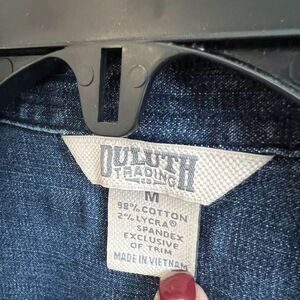 DULUTH
TRADING
CO
M
98% COTTON
2% LYCRA®
SPANDEX
EXCLUSIVE
OF TRIM
MADE IN VIETNAM